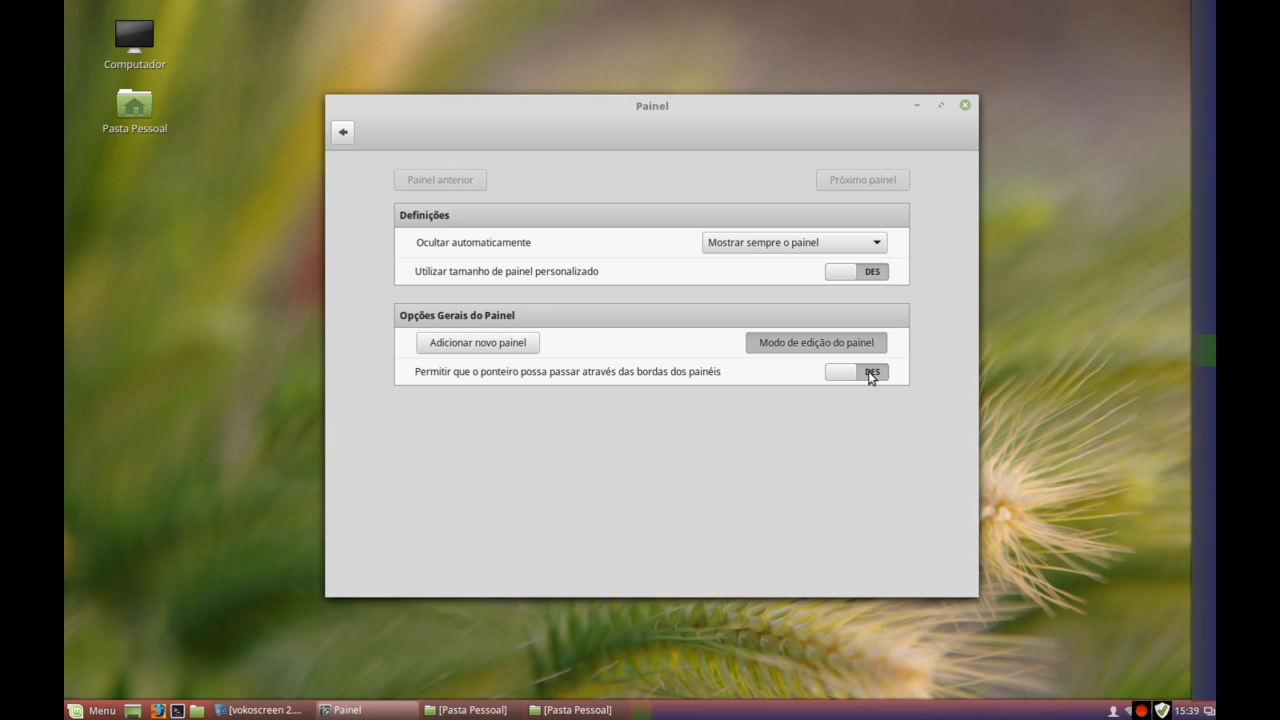 Computador
Pasta Pessoal
Painel
Painel anterior
Próximo painel
Definições
Ocultar automaticamente
Mostrar sempre o painel
Utilizar tamanho de painel personalizado
DES
Opções Gerais do Painel
Adicionar novo painel
Modo de edição do painel
Permitir que o ponteiro possa passar através das bordas dos painéis
DES
Menu
[vokoscreen 2....
Painel
[Pasta Pessoal]
[Pasta Pessoal]
15:39